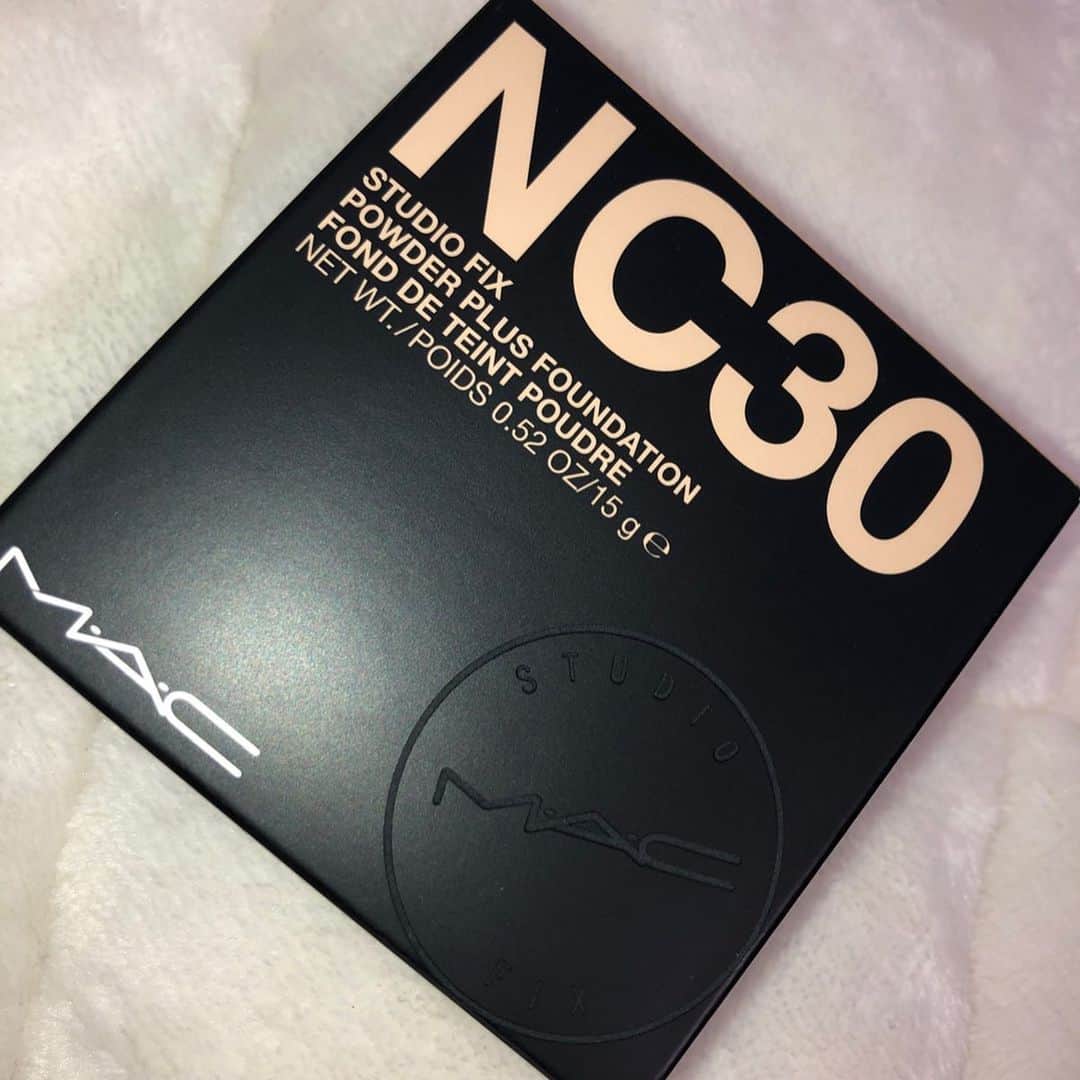 NC30
STUDIO FIX
POWDER PLUS FOUNDATION
FOND DE TEINT POUDRE
NET WT./POIDS 0.52 OZ/15 g ℮
M·A·C
STUDIO
M·A·C
FIX